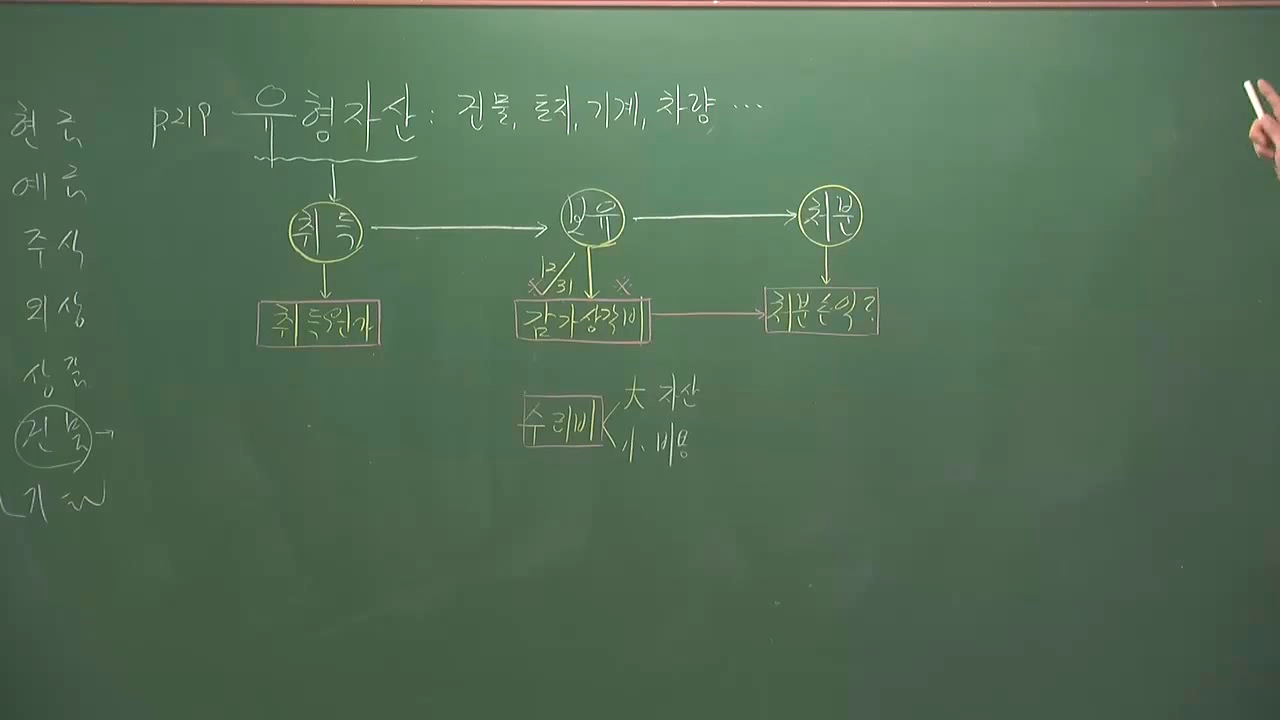 현금
예금
주식
외상
상품
건물 →
기타
p.219 유형자산 : 건물, 토지, 기계, 차량 …
취득 → 보유 → 처분
12/31
취득원가
※ 감가상각비 ※ → 처분손익?
수리비
大 자산
小 비용